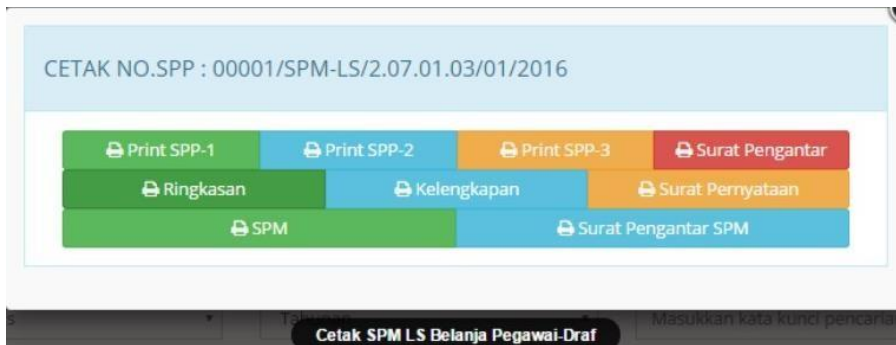 CETAK NO.SPP : 00001/SPM-LS/2.07.01.03/01/2016
Print SPP-1 Print SPP-2 Print SPP-3 Surat Pengantar
Ringkasan Kelengkapan Surat Pernyataan
SPM Surat Pengantar SPM
Tahunan Masukkan kata kunci
Cetak SPM LS Belanja Pegawai-Draf